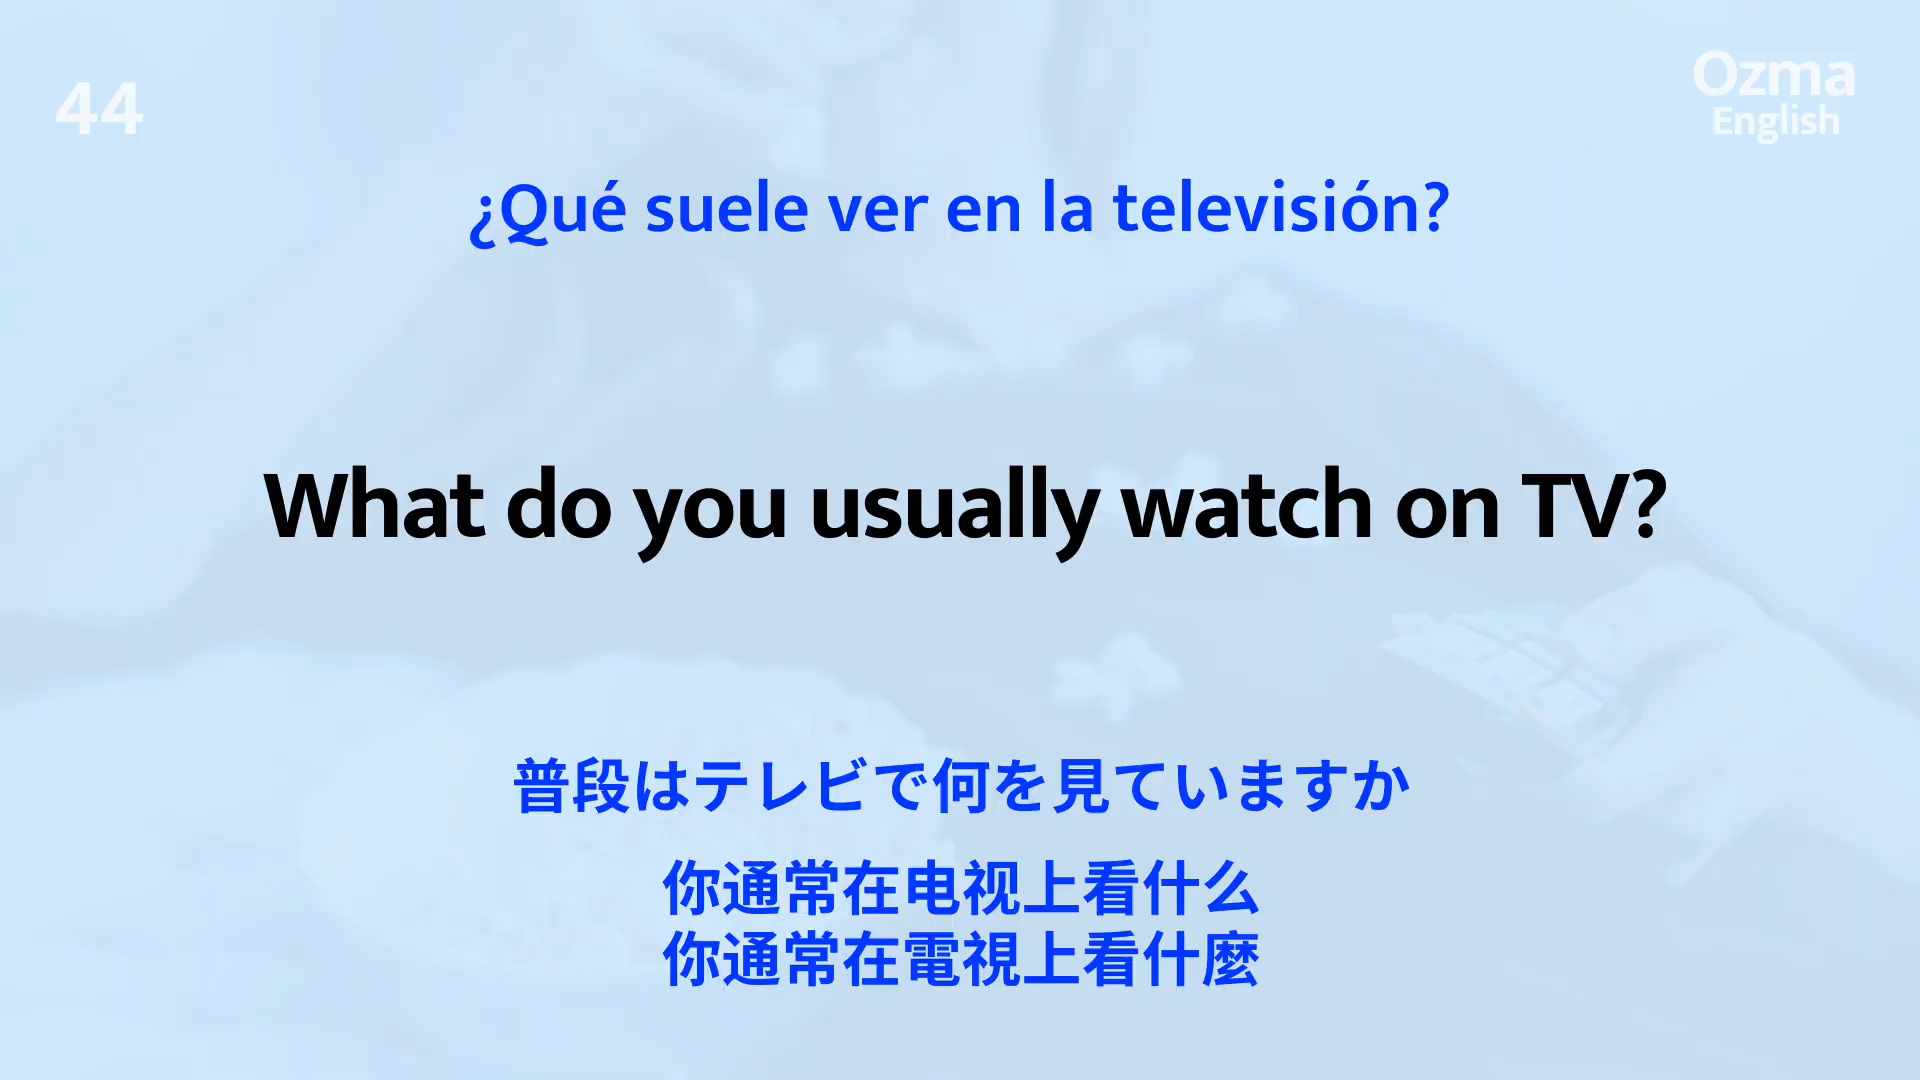 44
Ozma
English
¿Qué suele ver en la televisión?
What do you usually watch on TV?
普段はテレビで何を見ていますか
你通常在电视上看什么
你通常在電視上看什麼